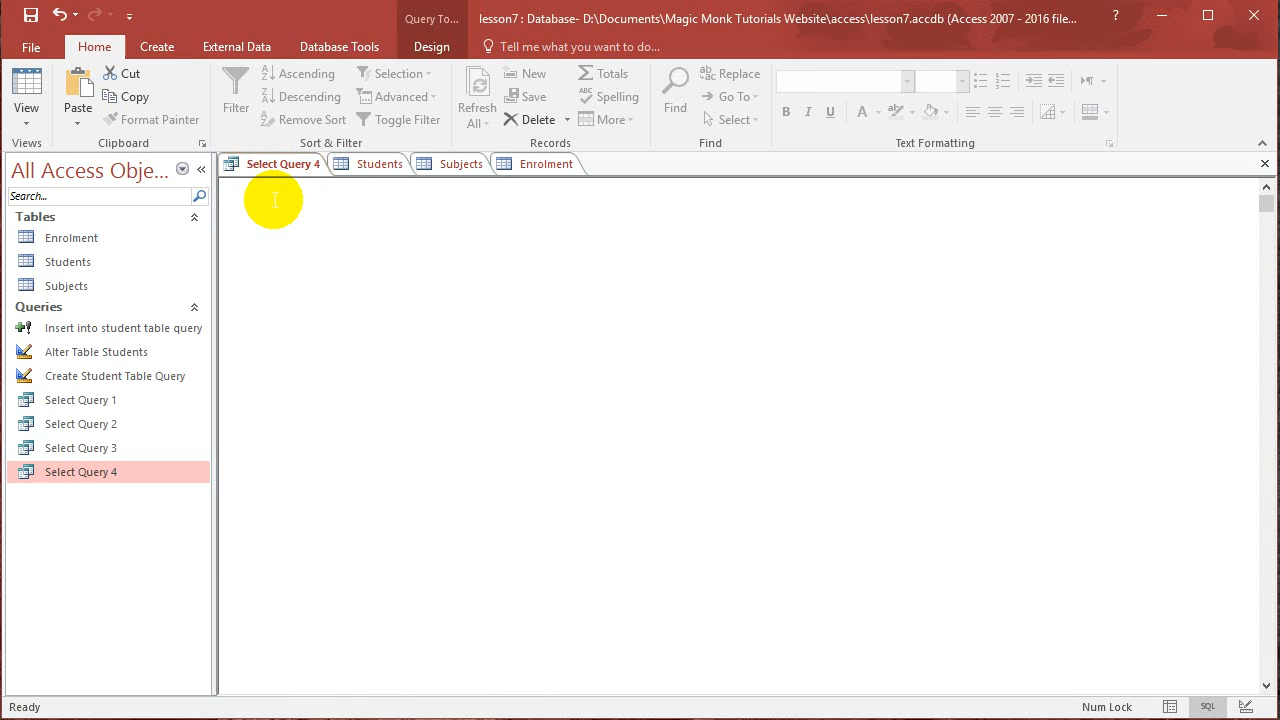 Query To...
lesson7 : Database- D:\Documents\Magic Monk Tutorials Website\access\lesson7.accdb (Access 2007 - 2016 file...
?
File
Home
Create
External Data
Database Tools
Design
Tell me what you want to do...
View
Views
Paste
Cut
Copy
Format Painter
Clipboard
Filter
Ascending
Descending
Remove Sort
Selection
Advanced
Toggle Filter
Sort & Filter
Refresh
All
New
Save
Delete
Totals
Spelling
More
Records
Find
Replace
Go To
Select
Find
B I U A
Text Formatting
All Access Obje...
Search...
Tables
Enrolment
Students
Subjects
Queries
Insert into student table query
Alter Table Students
Create Student Table Query
Select Query 1
Select Query 2
Select Query 3
Select Query 4
Select Query 4
Students
Subjects
Enrolment
Ready
Num Lock
SQL